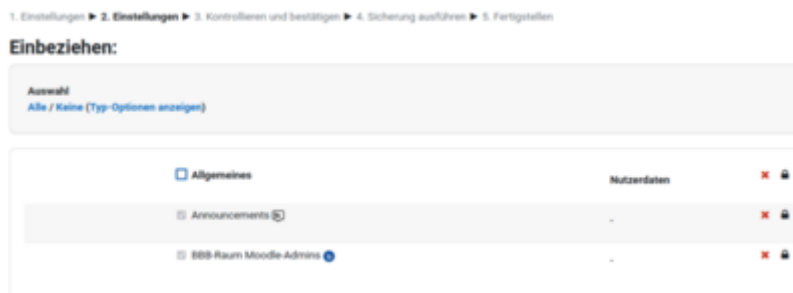 1. Einstellungen ► 2. Einstellungen ► 3. Kontrollieren und bestätigen ► 4. Sicherung ausführen ► 5. Fertigstellen
Einbeziehen:
Auswahl
Alle / Keine (Typ-Optionen anzeigen)
Allgemeines Nutzerdaten
Announcements -
BBB-Raum Moodle-Admins -